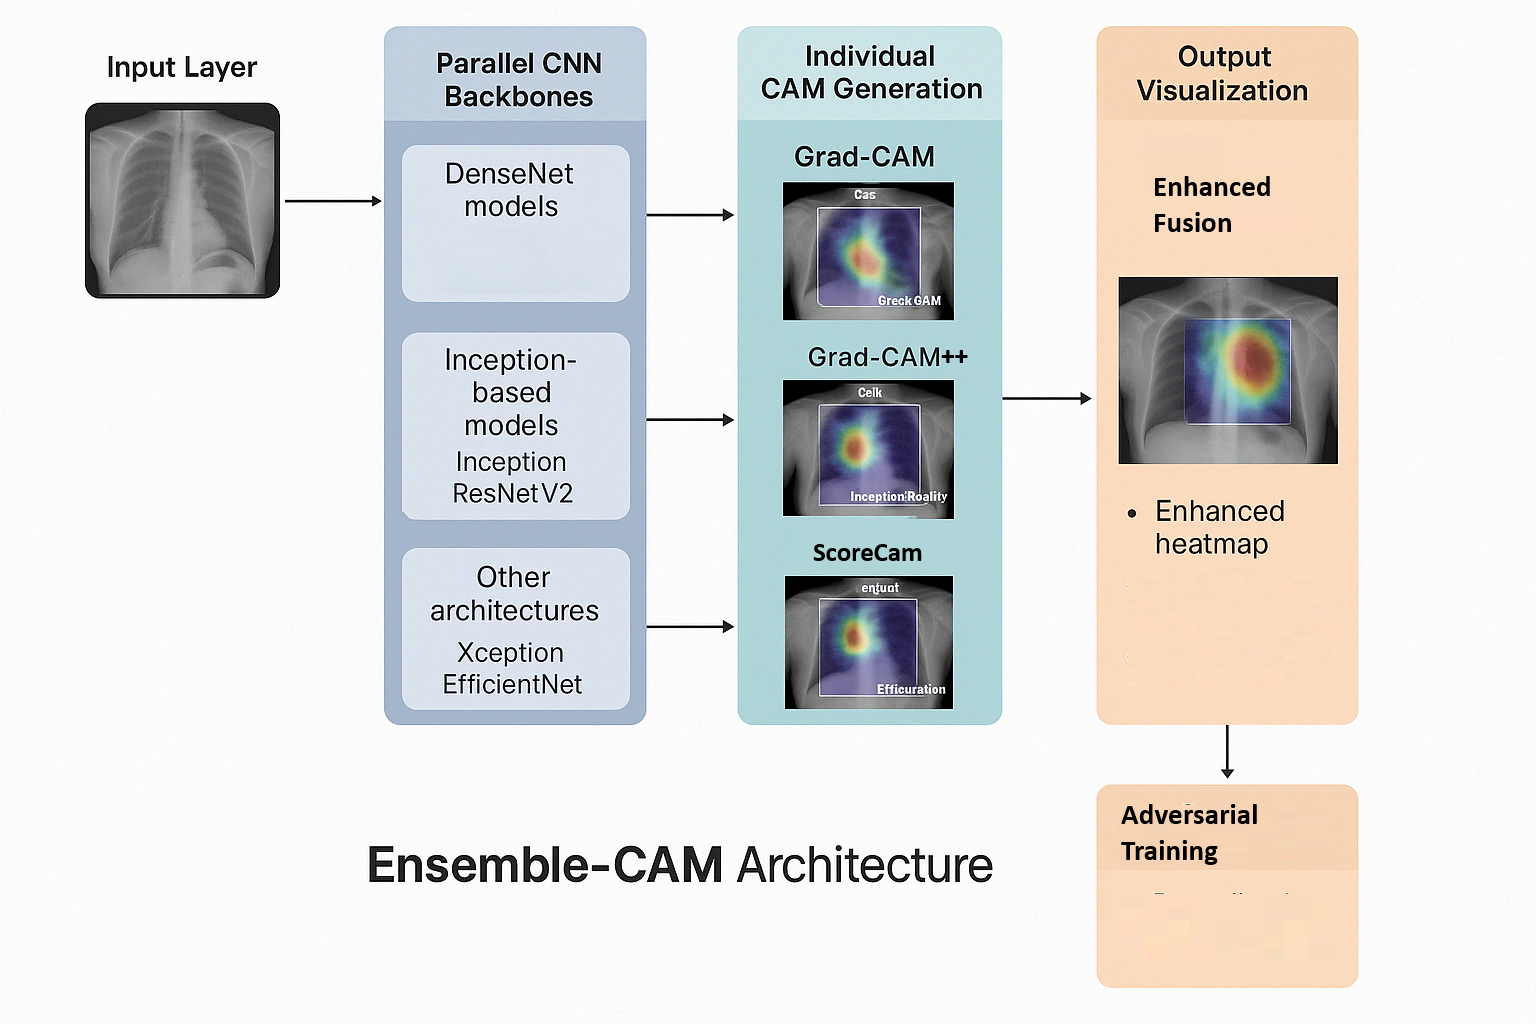 Input Layer
Parallel CNN
Backbones
DenseNet
models
Inception-
based
models
Inception
ResNetV2
Other
architectures
Xception
EfficientNet
Individual
CAM Generation
Grad-CAM
Cas
Greck GAM
Grad-CAM++
Celk
Inception'Roality
ScoreCam
entunt
Efficuration
Output
Visualization
Enhanced
Fusion
• Enhanced
heatmap
Adversarial
Training
Ensemble-CAM Architecture